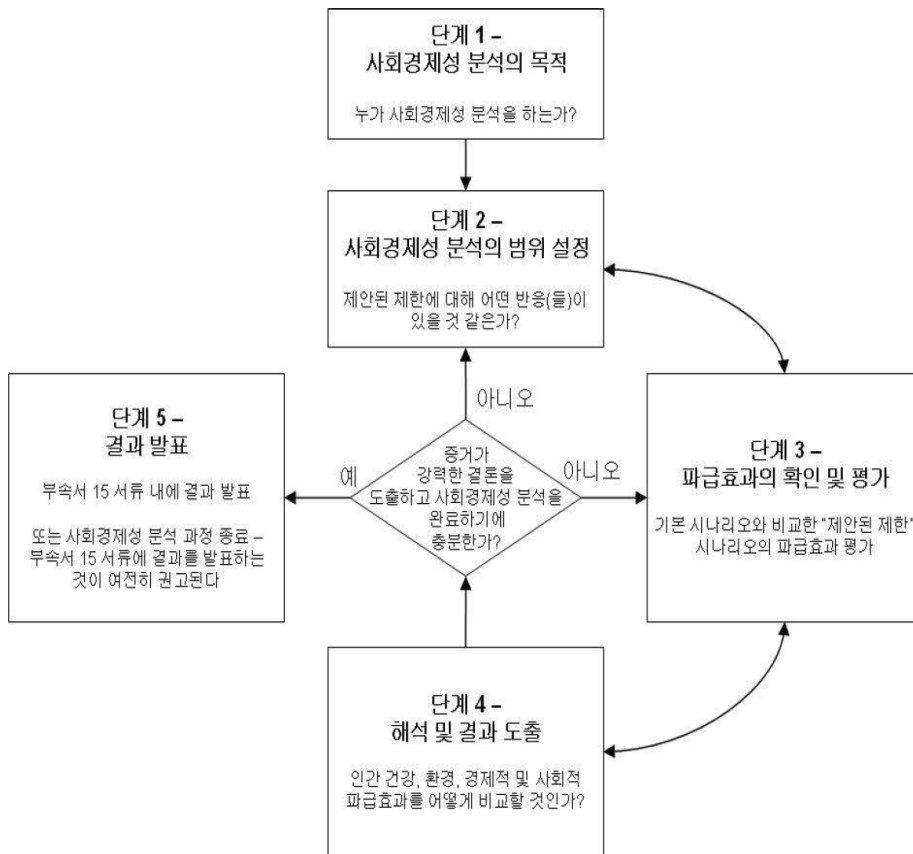 단계 1 –
사회경제성 분석의 목적
누가 사회경제성 분석을 하는가?
단계 2 –
사회경제성 분석의 범위 설정
제안된 제한에 대해 어떤 반응(들)이
있을 것 같은가?
아니오
단계 5 –
결과 발표
부속서 15 서류 내에 결과 발표
또는 사회경제성 분석 과정 종료 –
부속서 15 서류에 결과를 발표하는
것이 여전히 권고된다
예
증거가
강력한 결론을
도출하고 사회경제성 분석을
완료하기에
충분한가?
아니오
단계 3 –
파급효과의 확인 및 평가
기본 시나리오와 비교한 "제안된 제한"
시나리오의 파급효과 평가
단계 4 –
해석 및 결과 도출
인간 건강, 환경, 경제적 및 사회적
파급효과를 어떻게 비교할 것인가?